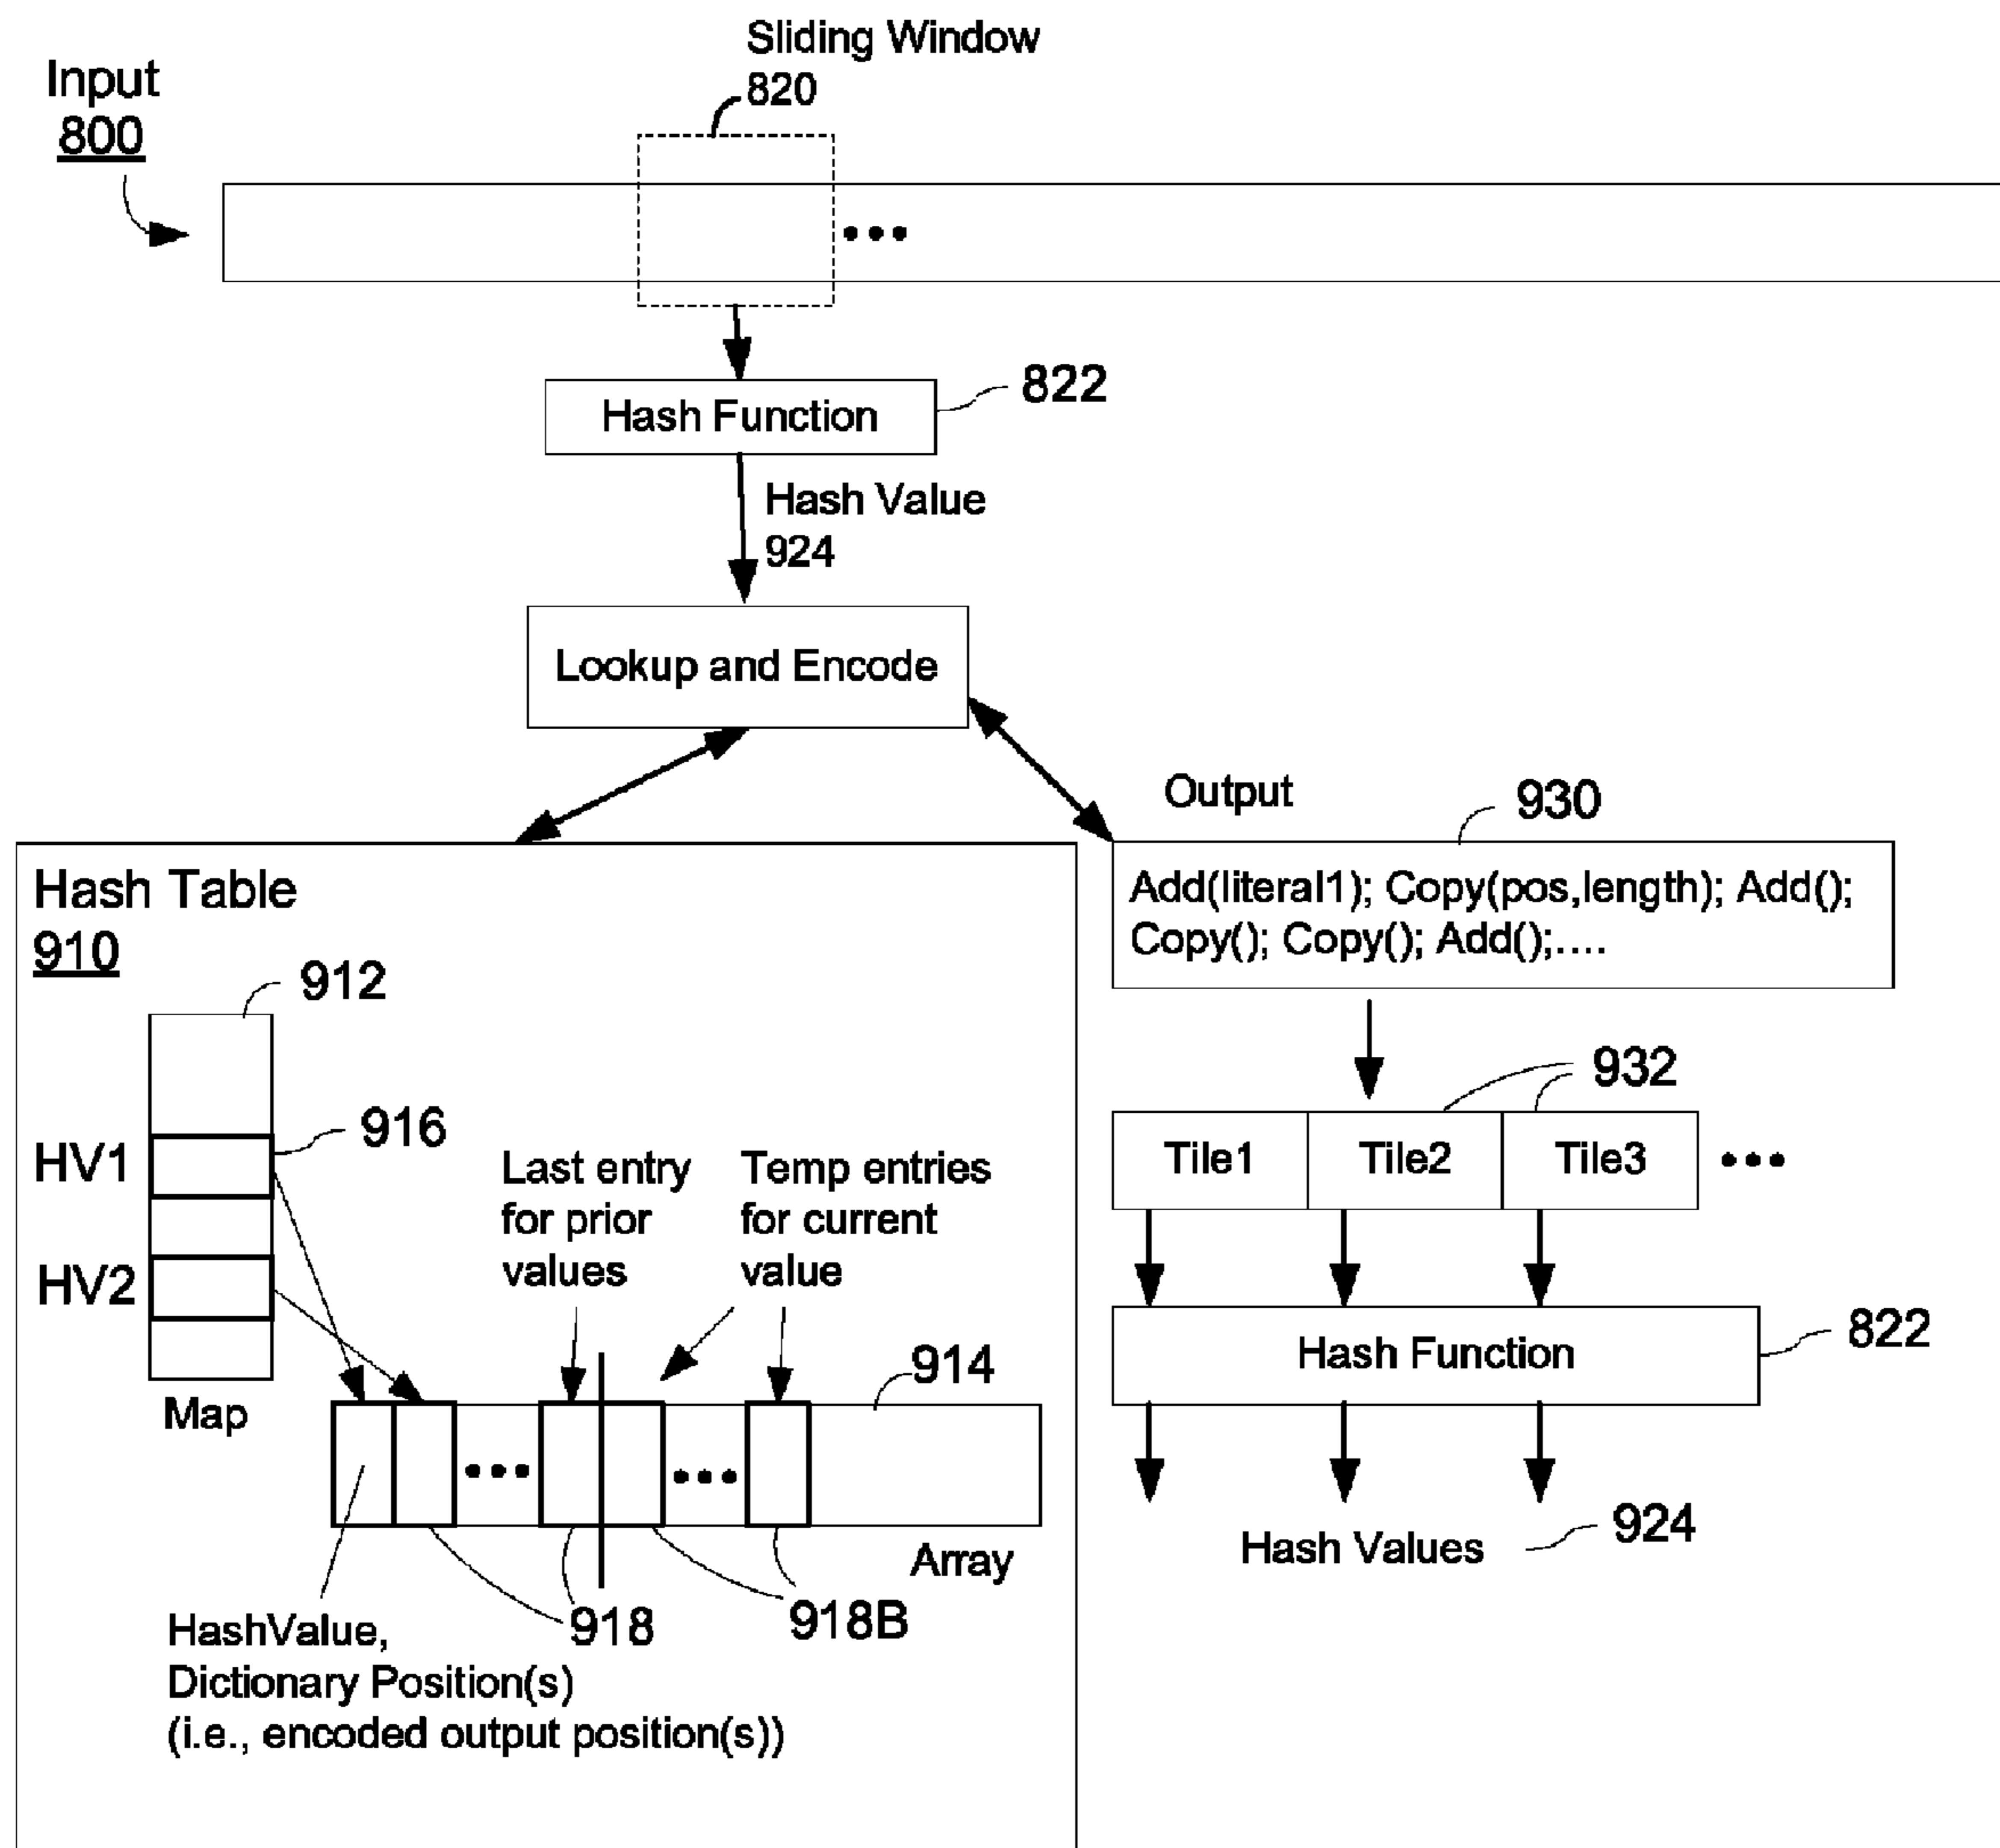 Sliding Window
820
Input
800
Hash Function
822
Hash Value
924
Lookup and Encode
Output
930
Add(literal1); Copy(pos,length); Add();
Copy(); Copy(); Add();....
Hash Table
910
912
916
HV1
HV2
Map
Last entry
for prior
values
Temp entries
for current
value
914
Array
918
918B
HashValue,
Dictionary Position(s)
(i.e., encoded output position(s))
932
Tile1
Tile2
Tile3
Hash Function
822
Hash Values
924